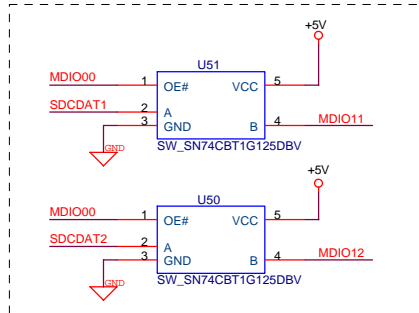 +5V
U51
MDIO00 1 OE# VCC 5
SDCDAT1 2 A
3 GND B 4 MDIO11
GND
SW_SN74CBT1G125DBV
+5V
U50
MDIO00 1 OE# VCC 5
SDCDAT2 2 A
3 GND B 4 MDIO12
GND
SW_SN74CBT1G125DBV